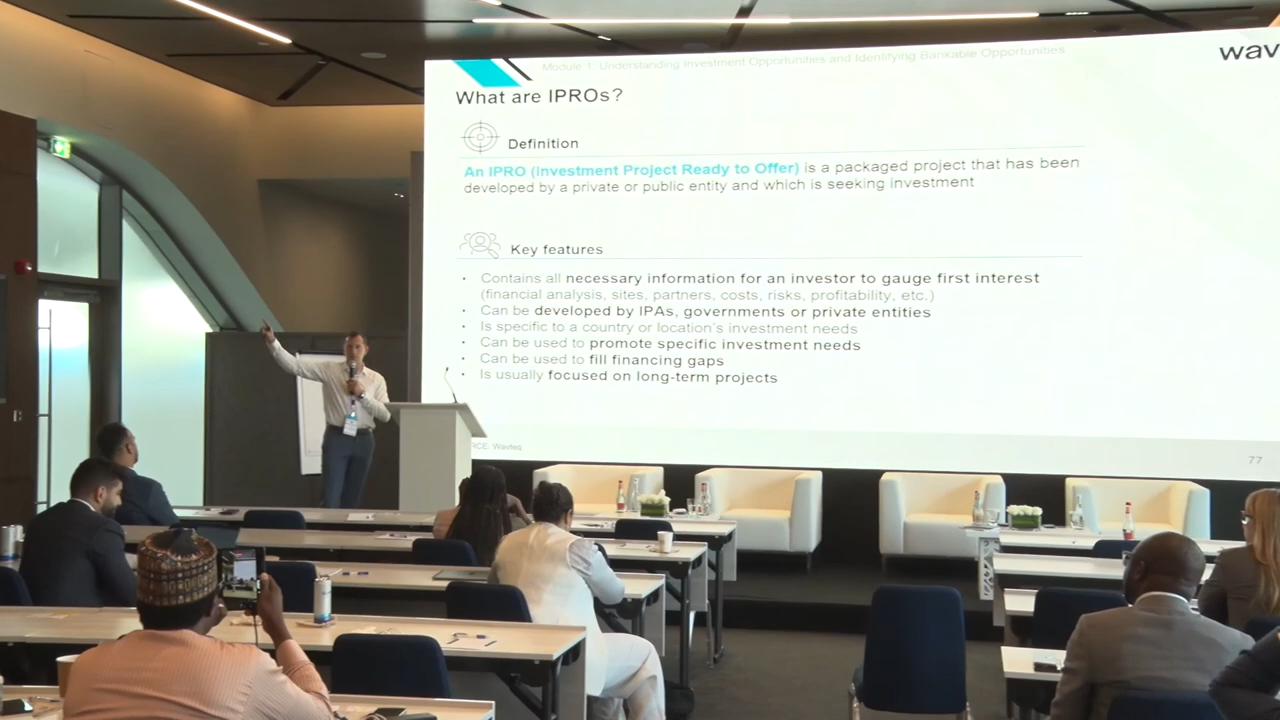 Module 1: Understanding Investment Opportunities and Identifying Bankable Opportunities
wav
What are IPROs?
Definition
An IPRO (Investment Project Ready to Offer) is a packaged project that has been
developed by a private or public entity and which is seeking investment
Key features
• Contains all necessary information for an investor to gauge first interest
(financial analysis, sites, partners, costs, risks, profitability, etc.)
• Can be developed by IPAs, governments or private entities
• Is specific to a country or location's investment needs
• Can be used to promote specific investment needs
• Can be used to fill financing gaps
• Is usually focused on long-term projects
RCE: Wavteq
77